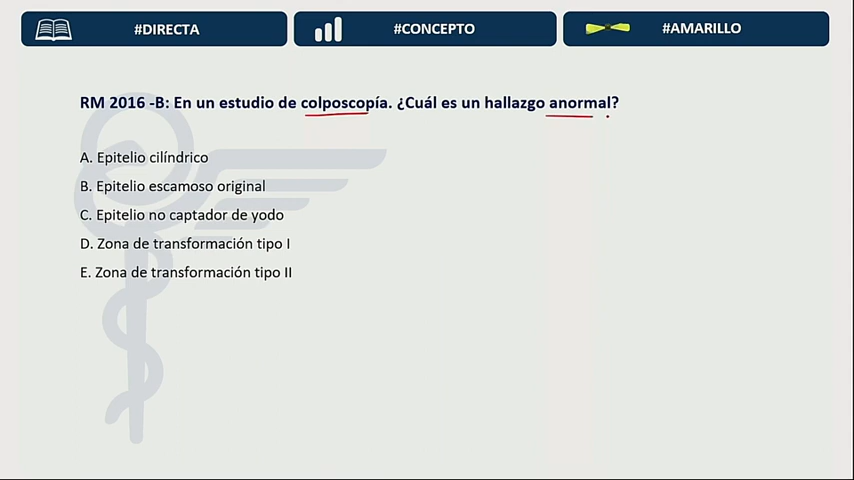 #DIRECTA
#CONCEPTO
#AMARILLO
RM 2016 -B: En un estudio de colposcopía. ¿Cuál es un hallazgo anormal?
A. Epitelio cilíndrico
B. Epitelio escamoso original
C. Epitelio no captador de yodo
D. Zona de transformación tipo I
E. Zona de transformación tipo II